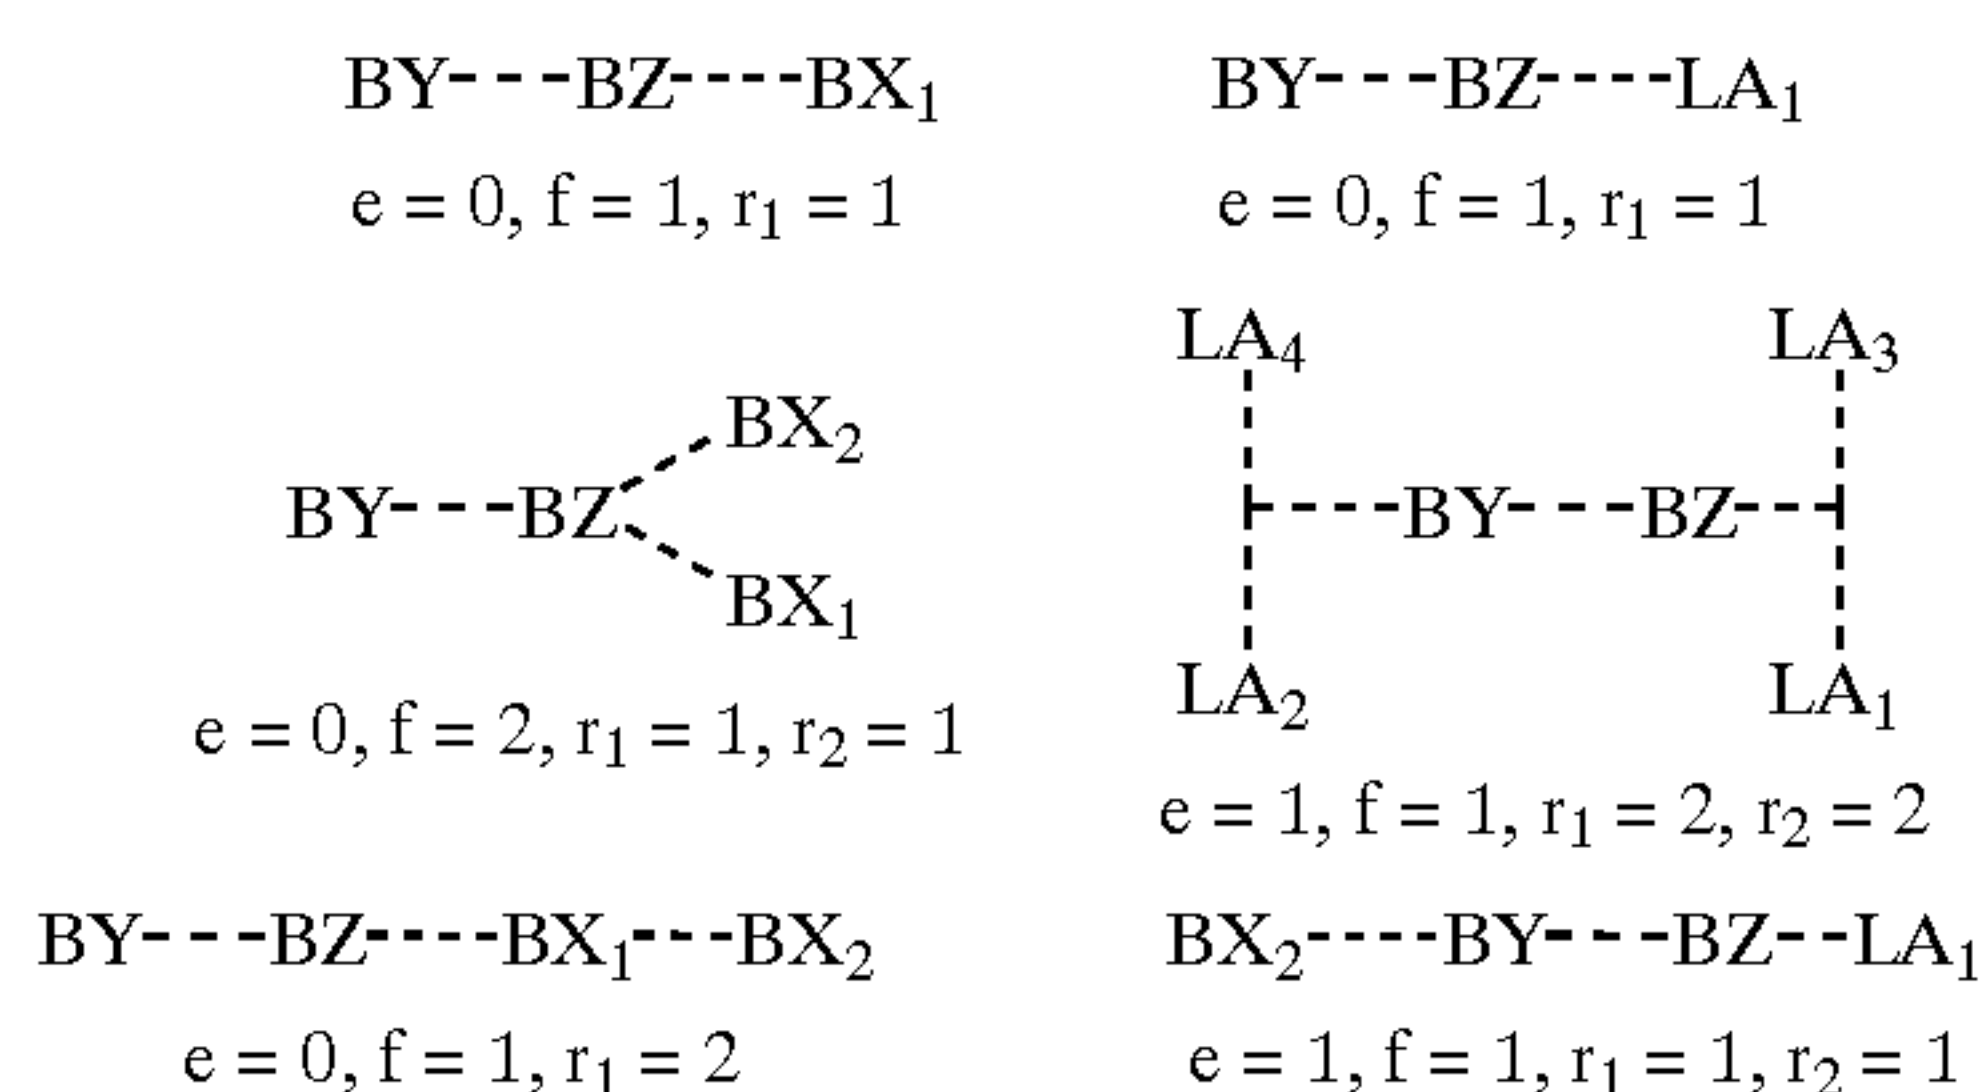 BY---BZ----BX₁
BY---BZ----LA₁
e = 0, f = 1, r₁ = 1
e = 0, f = 1, r₁ = 1
BX₂
BY---BZ
BX₁
e = 0, f = 2, r₁ = 1, r₂ = 1
LA₄
LA₃
BY---BZ
LA₂
LA₁
e = 1, f = 1, r₁ = 2, r₂ = 2
BY---BZ----BX₁---BX₂
e = 0, f = 1, r₁ = 2
BX₂----BY---BZ--LA₁
e = 1, f = 1, r₁ = 1, r₂ = 1